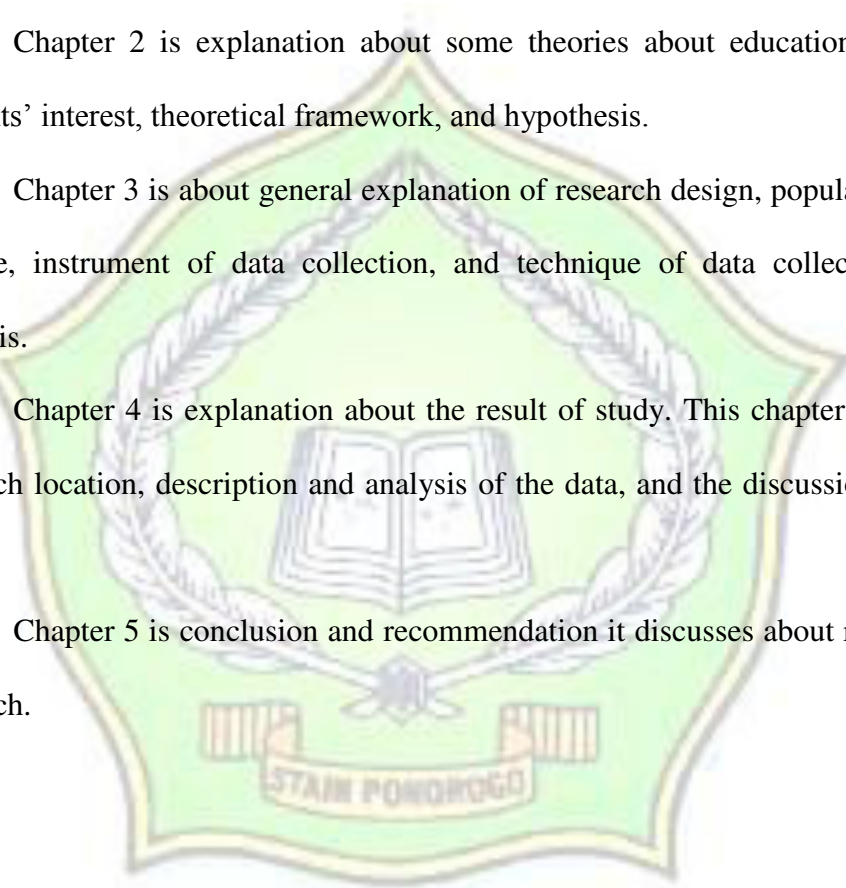 Chapter 2 is explanation about some theories about education
ts’ interest, theoretical framework, and hypothesis.
Chapter 3 is about general explanation of research design, popula
e, instrument of data collection, and technique of data collec
is.
Chapter 4 is explanation about the result of study. This chapter
ch location, description and analysis of the data, and the discussio
Chapter 5 is conclusion and recommendation it discusses about r
ch.
STAIN PONOROGO